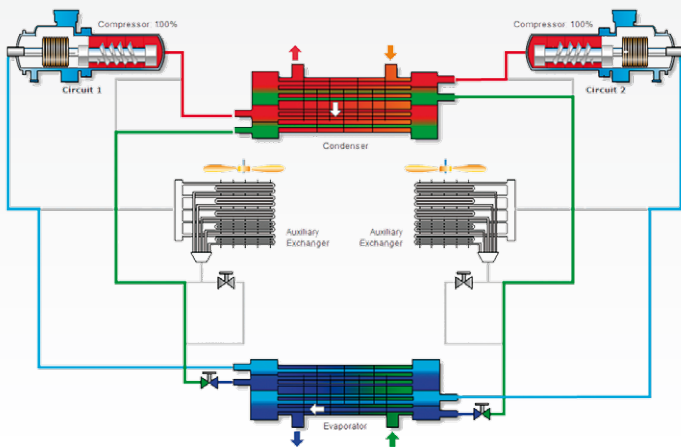 Compressor 100%
Compressor 100%
Circuit 1
Circuit 2
Condenser
Auxiliary
Exchanger
Auxiliary
Exchanger
Evaporator